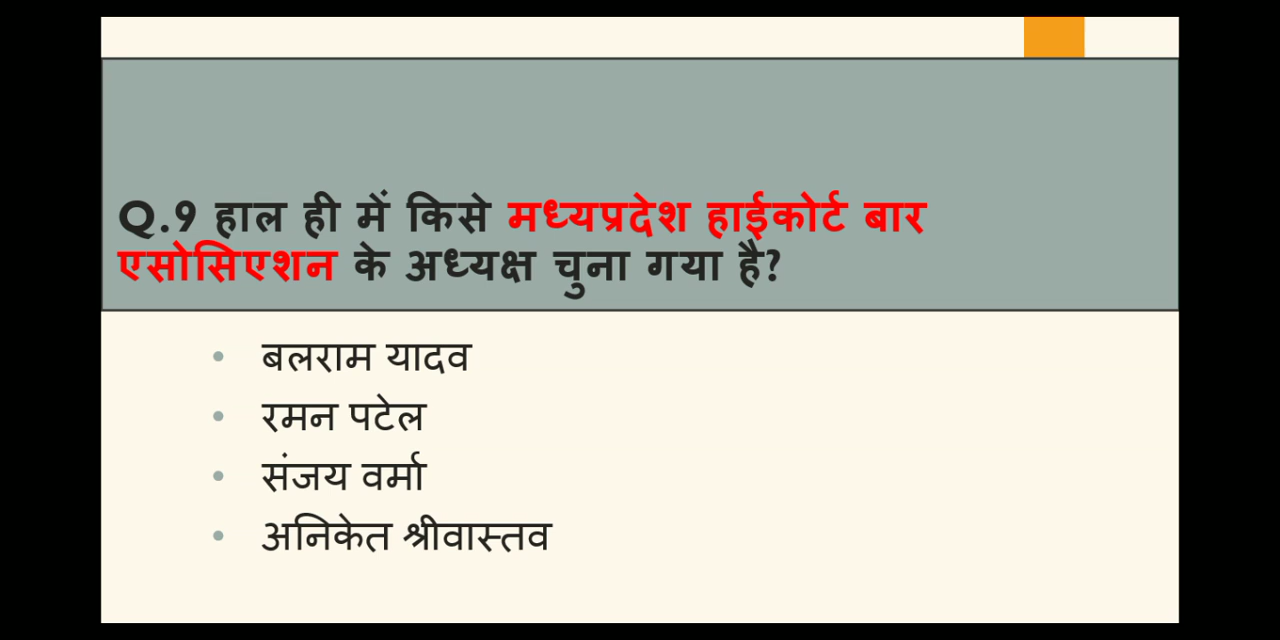 Q.9 हाल ही में किसे मध्यप्रदेश हाईकोर्ट बार
एसोसिएशन के अध्यक्ष चुना गया है?
• बलराम यादव
• रमन पटेल
• संजय वर्मा
• अनिकेत श्रीवास्तव